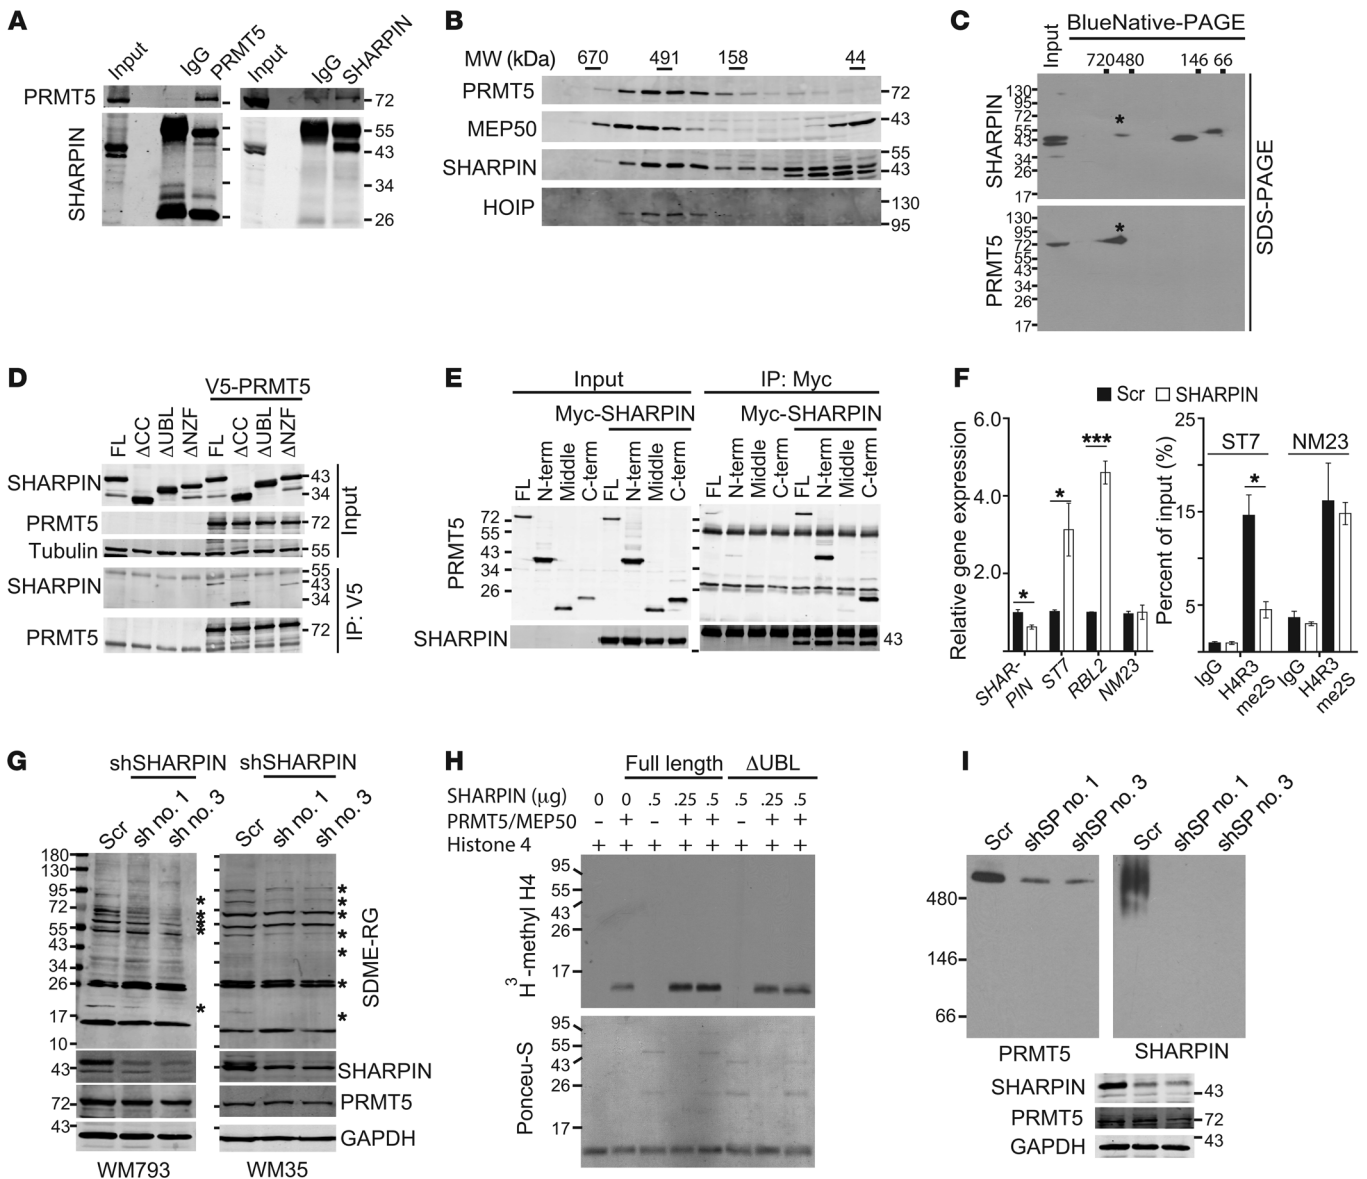 A
Input
IgG
PRMT5
Input
IgG
SHARPIN
PRMT5
72
SHARPIN
55
43
34
26
B
MW (kDa) 670 491 158 44
PRMT5 72
MEP50 43
SHARPIN 55
43
HOIP 130
95
C
BlueNative-PAGE
Input
720 480 146 66
SHARPIN
130
95
72
55
43
34
26
17
*
PRMT5
130
95
72
55
43
34
26
17
*
SDS-PAGE
D
V5-PRMT5
FL ΔCC ΔUBL ΔNZF FL ΔCC ΔUBL ΔNZF
SHARPIN 43
34
PRMT5 72
Tubulin 55
Input
SHARPIN 55
43
34
PRMT5 72
IP: V5
E
Input IP: Myc
Myc-SHARPIN Myc-SHARPIN
FL N-term Middle C-term FL N-term Middle C-term FL N-term Middle C-term FL N-term Middle C-term
PRMT5
72
55
43
34
26
SHARPIN 43
F
Scr SHARPIN
Relative gene expression
6.0
4.0
2.0
* * ***
SHAR-
PIN
ST7
RBL2
NM23
Percent of input (%)
25
15
5
ST7 NM23
*
IgG
H4R3
me2S
IgG
H4R3
me2S
G
shSHARPIN shSHARPIN
Scr sh no. 1 sh no. 3 Scr sh no. 1 sh no. 3
180
130
95
72
55
43
34
26
17
10
* * * * * *
* * * * * * *
SDME-RG
43 SHARPIN
72 PRMT5
43 GAPDH
WM793 WM35
H
Full length ΔUBL
SHARPIN (μg) 0 0 .5 .25 .5 .5 .25 .5
PRMT5/MEP50 – + – + + – + +
Histone 4 + + + + + + + +
H³-methyl H4
95
55
43
26
17
Ponceu-S
95
55
43
26
17
I
Scr shSP no. 1 shSP no. 3 Scr shSP no. 1 shSP no. 3
480
146
66
PRMT5 SHARPIN
SHARPIN 43
PRMT5 72
GAPDH 43